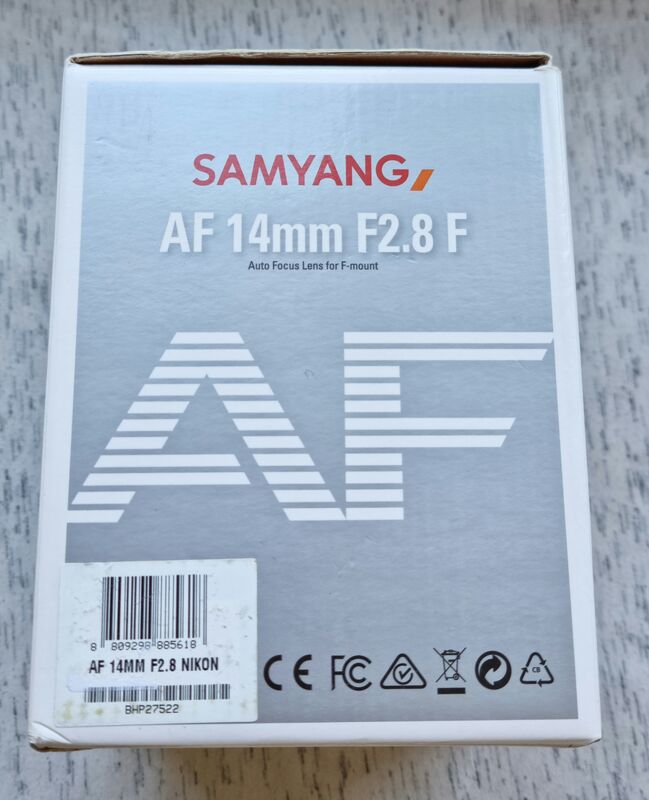 SAMYANG
AF 14mm F2.8 F
Auto Focus Lens for F-mount
AF
8 809298 885618
AF 14MM F2.8 NIKON
BHP27522
CE FC
CB